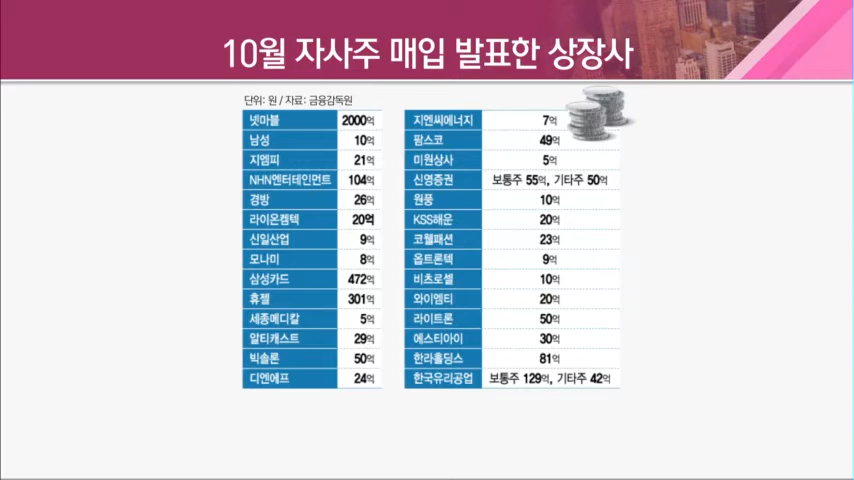 10월 자사주 매입 발표한 상장사
단위: 원 / 자료: 금융감독원
넷마블 2000억
남성 10억
지엠피 21억
NHN엔터테인먼트 104억
경방 26억
라이온켐텍 20억
신일산업 9억
모나미 8억
삼성카드 472억
휴젤 301억
세종메디칼 5억
알티캐스트 29억
빅솔론 50억
디엔에프 24억
지엔씨에너지 7억
팜스코 49억
미원상사 5억
신영증권 보통주 55억, 기타주 50억
원풍 10억
KSS해운 20억
코웰패션 23억
옵트론텍 9억
비츠로셀 10억
와이엠티 20억
라이트론 50억
에스티아이 30억
한라홀딩스 81억
한국유리공업 보통주 129억, 기타주 42억